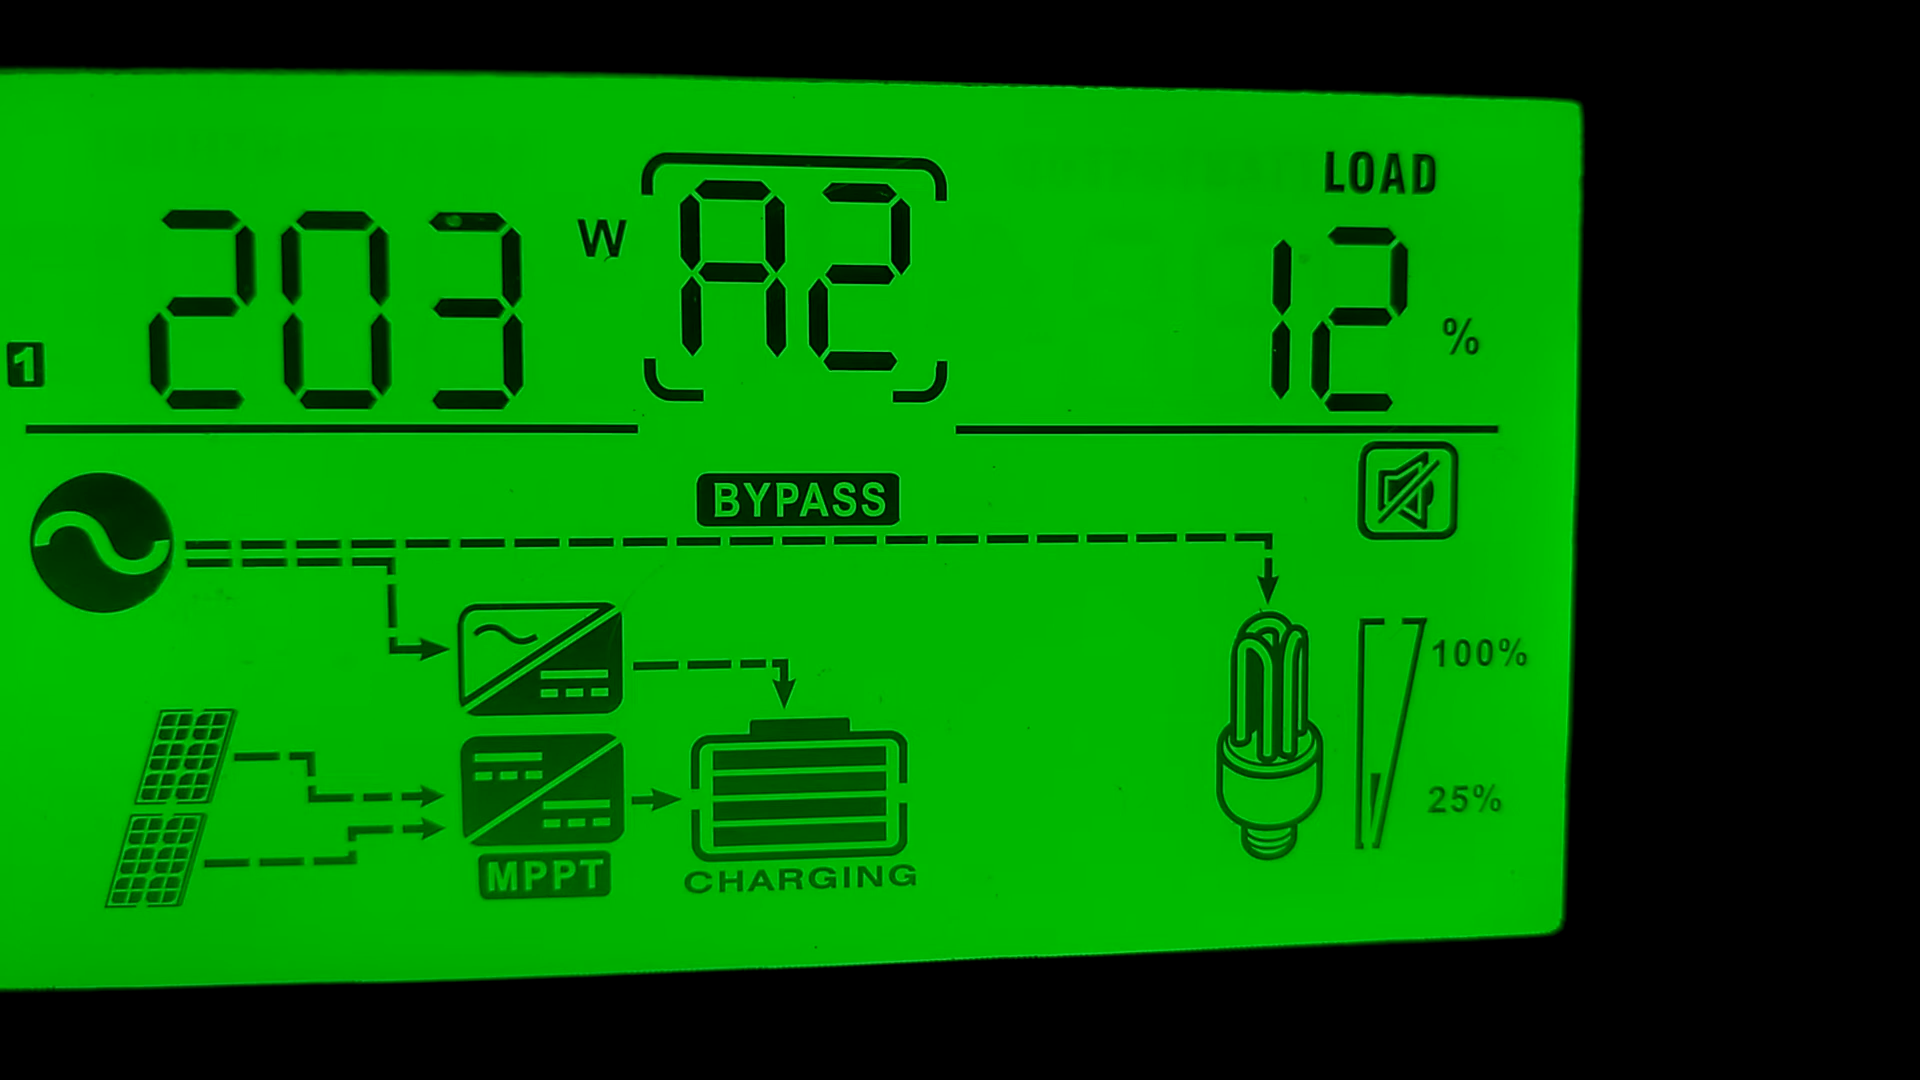 LOAD
203 W A2 12 %
1
BYPASS
100%
25%
MPPT
CHARGING